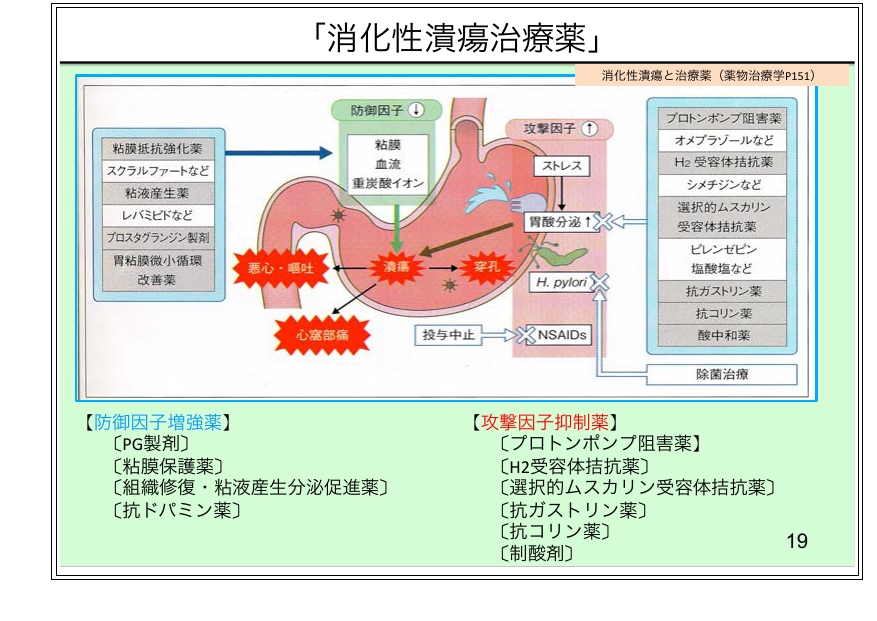 「消化性潰瘍治療薬」
消化性潰瘍と治療薬（薬物治療学P151）
防御因子 ↓
粘膜
血流
重炭酸イオン
攻撃因子 ↑
ストレス
胃酸分泌↑
H. pylori
NSAIDs
投与中止
除菌治療
粘膜抵抗強化薬
スクラルファートなど
粘液産生薬
レバミピドなど
プロスタグランジン製剤
胃粘膜微小循環
改善薬
悪心・嘔吐
潰瘍
穿孔
心窩部痛
プロトンポンプ阻害薬
オメプラゾールなど
H2 受容体拮抗薬
シメチジンなど
選択的ムスカリン
受容体拮抗薬
ピレンゼピン
塩酸塩など
抗ガストリン薬
抗コリン薬
酸中和薬
【防御因子増強薬】
〔PG製剤〕
〔粘膜保護薬〕
〔組織修復・粘液産生分泌促進薬〕
〔抗ドパミン薬〕
【攻撃因子抑制薬】
〔プロトンポンプ阻害薬】
〔H2受容体拮抗薬〕
〔選択的ムスカリン受容体拮抗薬〕
〔抗ガストリン薬〕
〔抗コリン薬〕
〔制酸剤〕
19